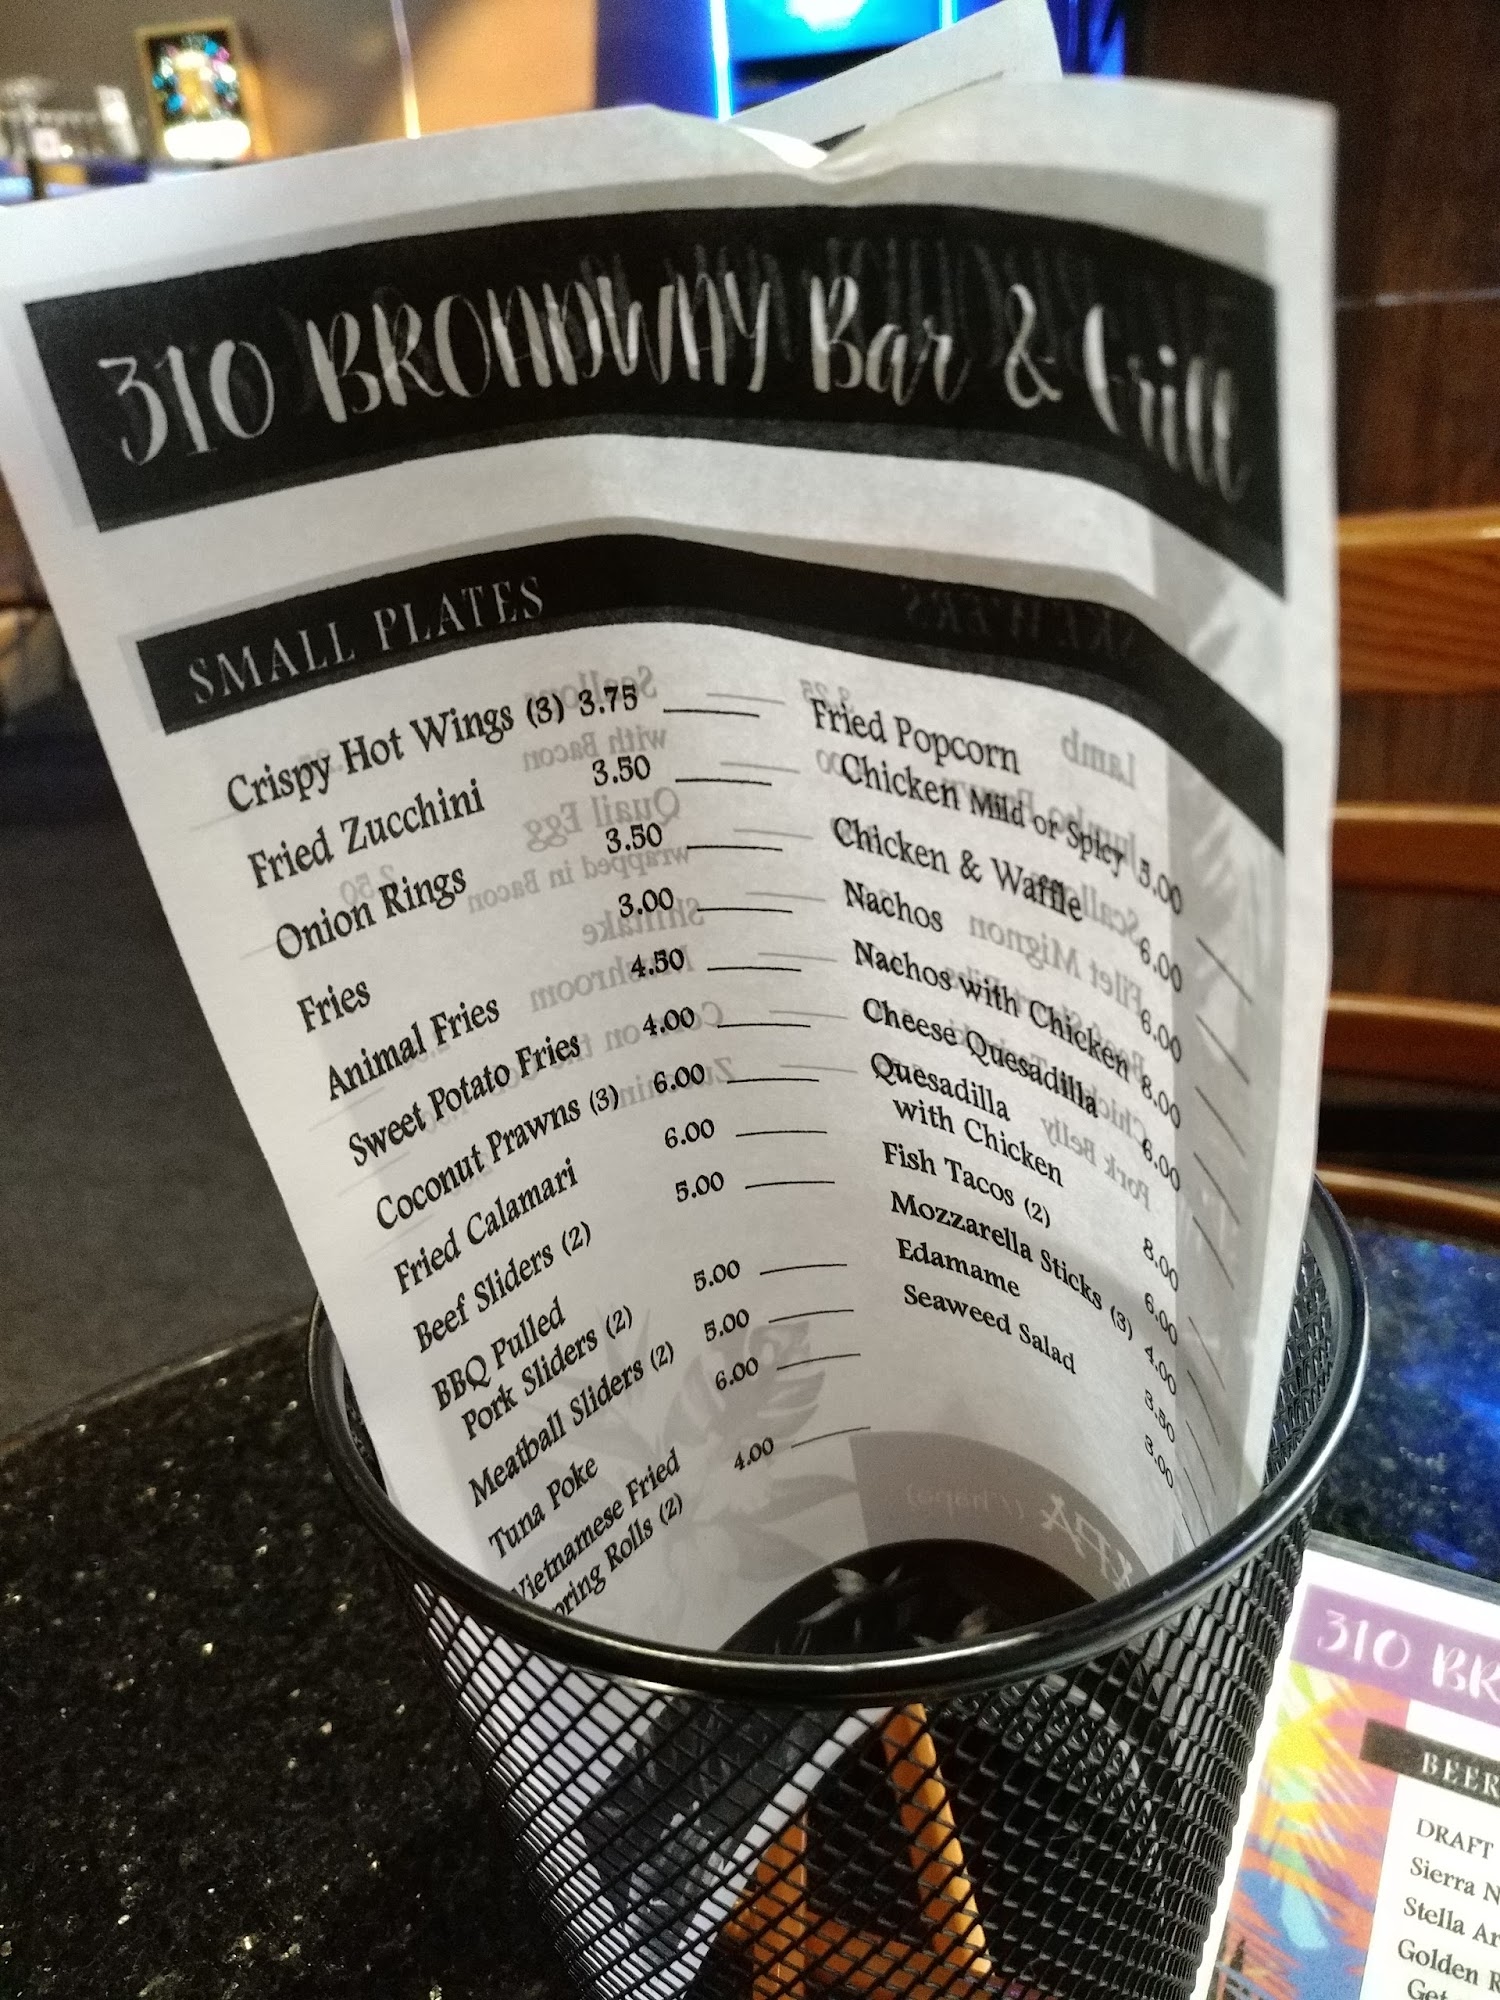 310 BROADWAY Bar & Grill
SMALL PLATES
Crispy Hot Wings (3) 3.75
Fried Zucchini 3.50
Onion Rings 3.50
Fries 3.00
Animal Fries 4.50
Sweet Potato Fries 4.00
Coconut Prawns (3) 6.00
Fried Calamari 6.00
Beef Sliders (2) 5.00
BBQ Pulled
Pork Sliders (2) 5.00
Meatball Sliders (2) 5.00
Tuna Poke 6.00
Vietnamese Fried
Spring Rolls (2) 4.00
Fried Popcorn
Chicken Mild or Spicy 5.00
Chicken & Waffle 6.00
Nachos 6.00
Nachos with Chicken 8.00
Cheese Quesadilla 6.00
Quesadilla
with Chicken 8.00
Fish Tacos (2) 6.00
Mozzarella Sticks (3) 4.00
Edamame 3.50
Seaweed Salad 3.00
310 BR
BEER
DRAFT
Sierra N
Stella Ar
Golden R